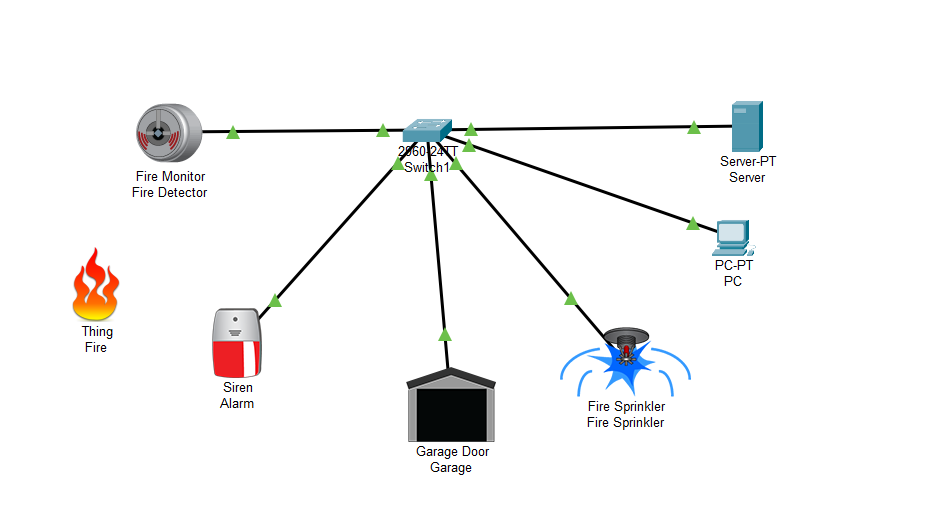 2960-24TT
Switch1
Server-PT
Server
Fire Monitor
Fire Detector
PC-PT
PC
Thing
Fire
Siren
Alarm
Fire Sprinkler
Fire Sprinkler
Garage Door
Garage